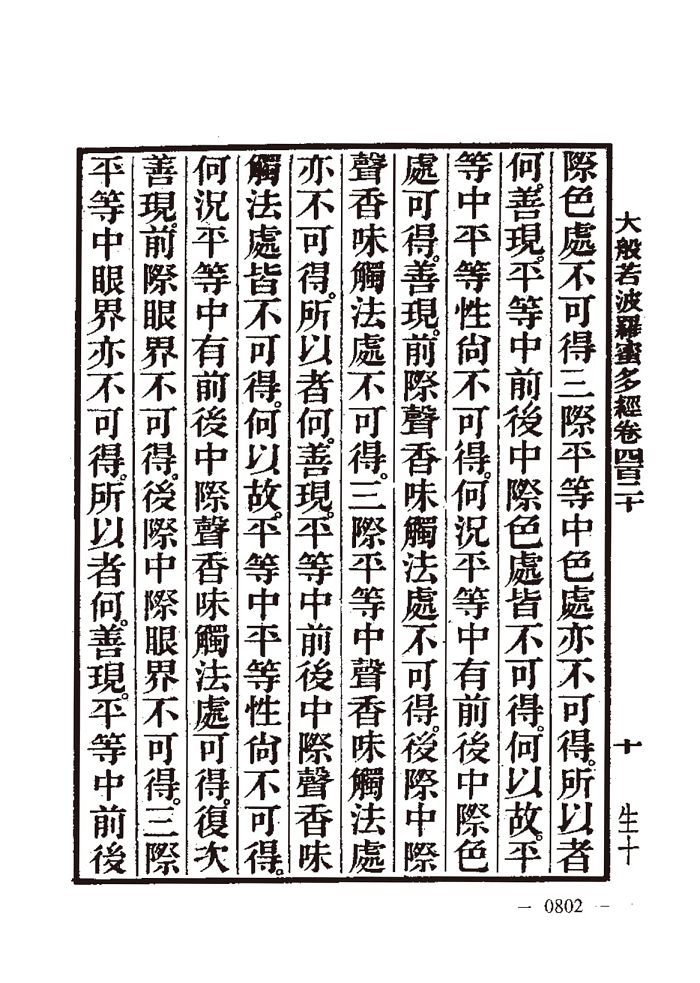 大般若波羅蜜多經卷四百二十
十
生十
際色處不可得三際平等中色處亦不可得。所以者
何。善現。平等中前後中際色處皆不可得。何以故。平
等中平等性尙不可得。何況平等中有前後中際色
處可得。善現。前際聲香味觸法處不可得。後際中際
聲香味觸法處不可得。三際平等中聲香味觸法處
亦不可得。所以者何。善現。平等中前後中際聲香味
觸法處皆不可得。何以故。平等中平等性尙不可得。
何況平等中有前後中際聲香味觸法處可得。復次
善現。前際眼界不可得。後際中際眼界不可得。三際
平等中眼界亦不可得。所以者何。善現。平等中前後
— 0802 —